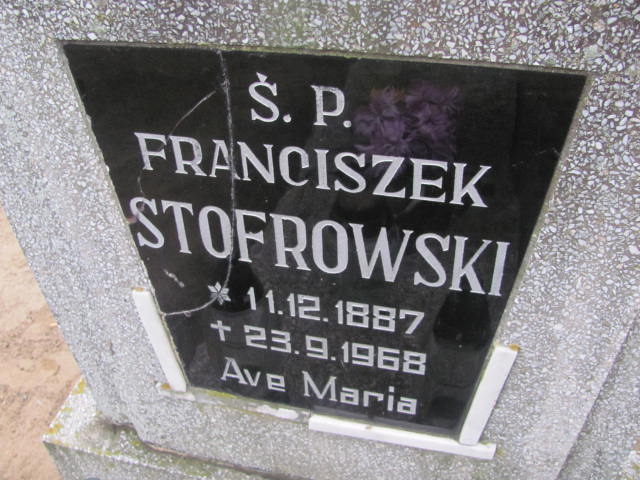 Ś. P.
FRANCISZEK
STOFROWSKI
* 11.12.1887
+ 23.9.1968
Ave Maria